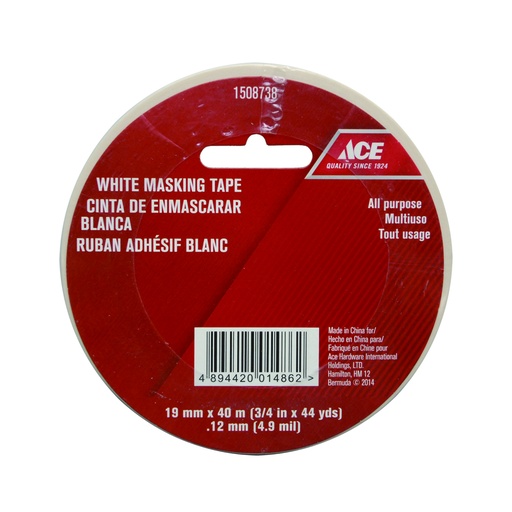 1508738
ACE
QUALITY SINCE 1924
WHITE MASKING TAPE
CINTA DE ENMASCARAR
BLANCA
RUBAN ADHÉSIF BLANC
All purpose
Multiuso
Tout usage
Made in China for/
Hecho en China para/
Fabriqué en Chine pour
Ace Hardware International
Holdings, LTD.
Hamilton, HM 12
Bermuda © 2014
4 894420 014862 >
19 mm x 40 m (3/4 in x 44 yds)
.12 mm (4.9 mil)